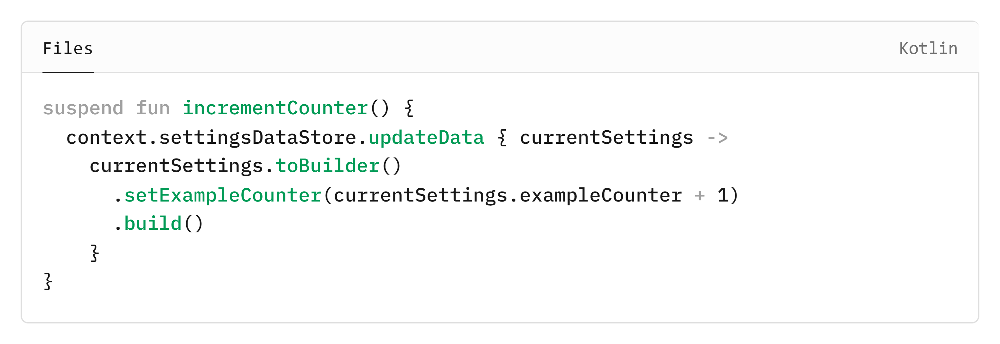 Files
Kotlin
suspend fun incrementCounter() {
  context.settingsDataStore.updateData { currentSettings ->
    currentSettings.toBuilder()
      .setExampleCounter(currentSettings.exampleCounter + 1)
      .build()
    }
}